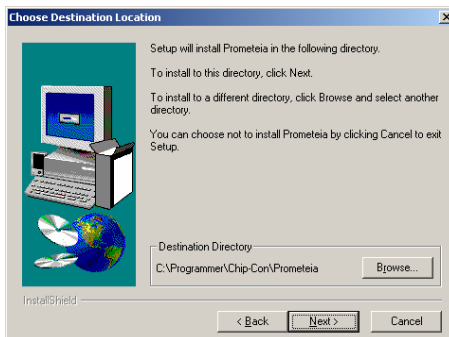 Choose Destination Location
Setup will install Prometeia in the following directory.
To install to this directory, click Next.
To install to a different directory, click Browse and select another
directory.
You can choose not to install Prometeia by clicking Cancel to exit
Setup.
Destination Directory
C:\Programmer\Chip-Con\Prometeia
Browse...
InstallShield
< Back
Next >
Cancel